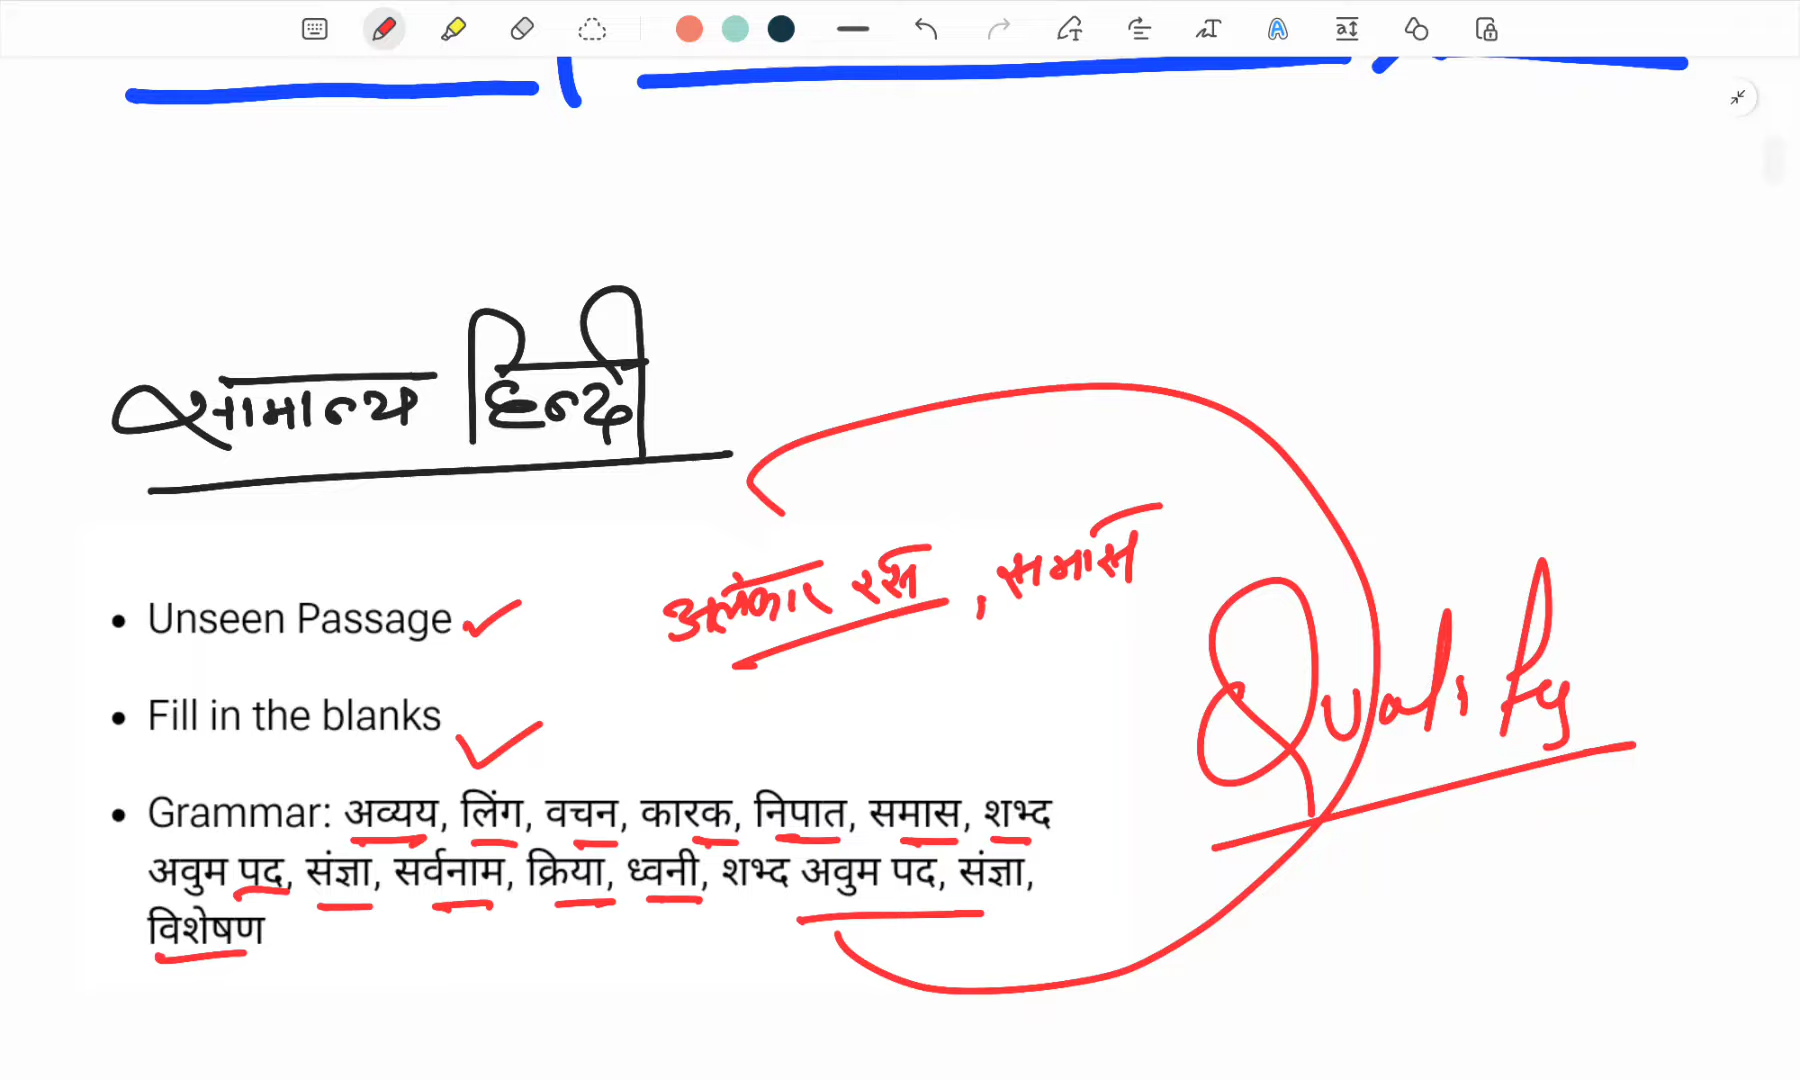 सामान्य हिन्दी
अलंकार रस, समास
• Unseen Passage
Qualify
• Fill in the blanks
• Grammar: अव्यय, लिंग, वचन, कारक, निपात, समास, शभ्द
अवुम पद, संज्ञा, सर्वनाम, क्रिया, ध्वनी, शभ्द अवुम पद, संज्ञा,
विशेषण